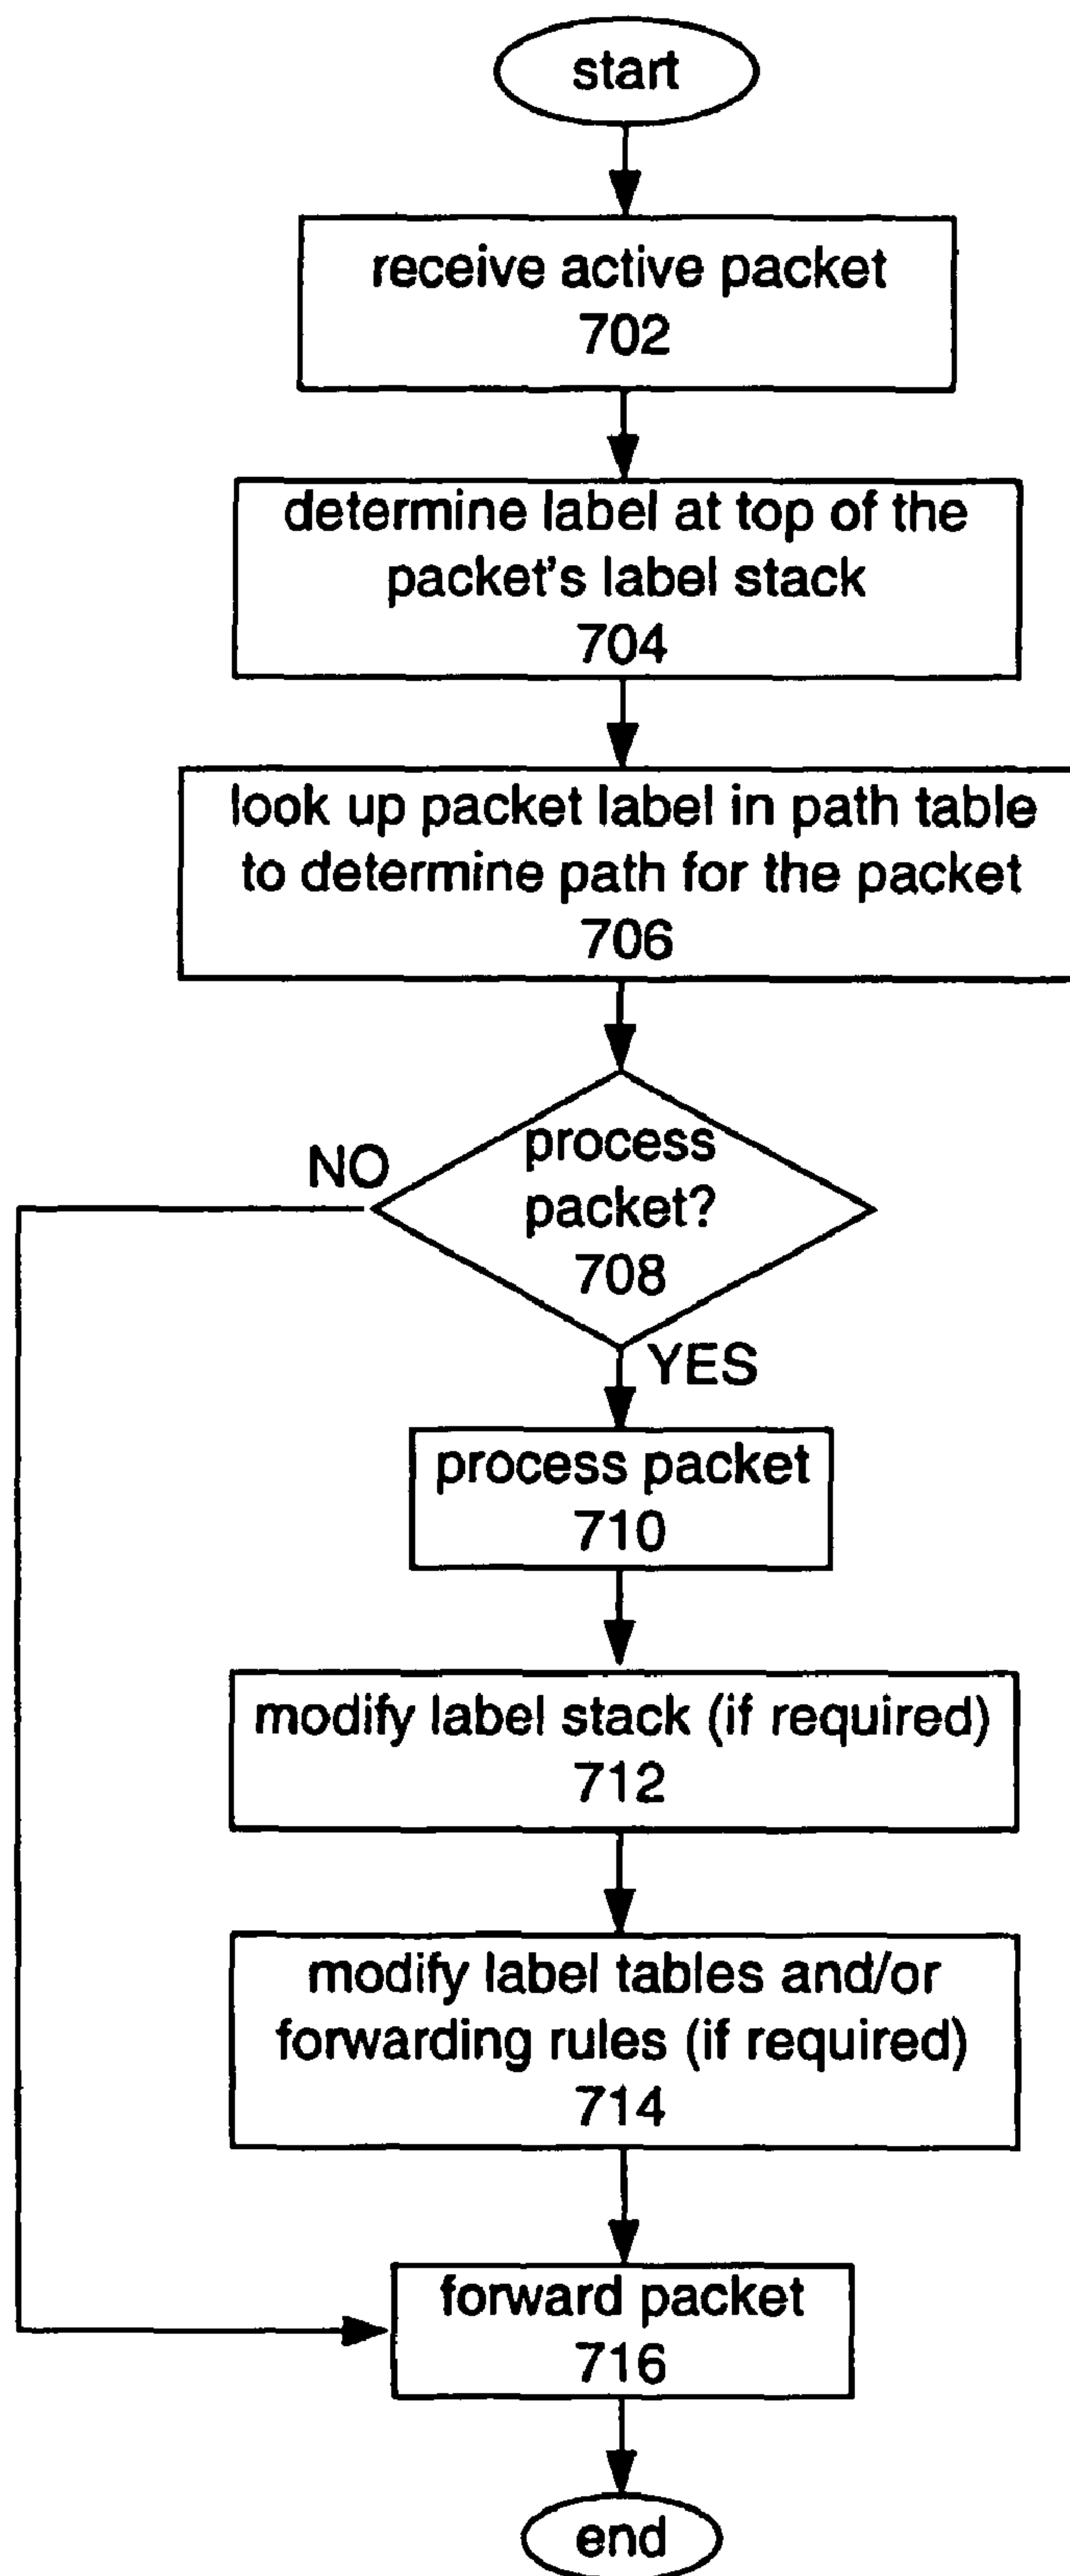 start
receive active packet
702
determine label at top of the
packet's label stack
704
look up packet label in path table
to determine path for the packet
706
NO
process
packet?
708
YES
process packet
710
modify label stack (if required)
712
modify label tables and/or
forwarding rules (if required)
714
forward packet
716
end